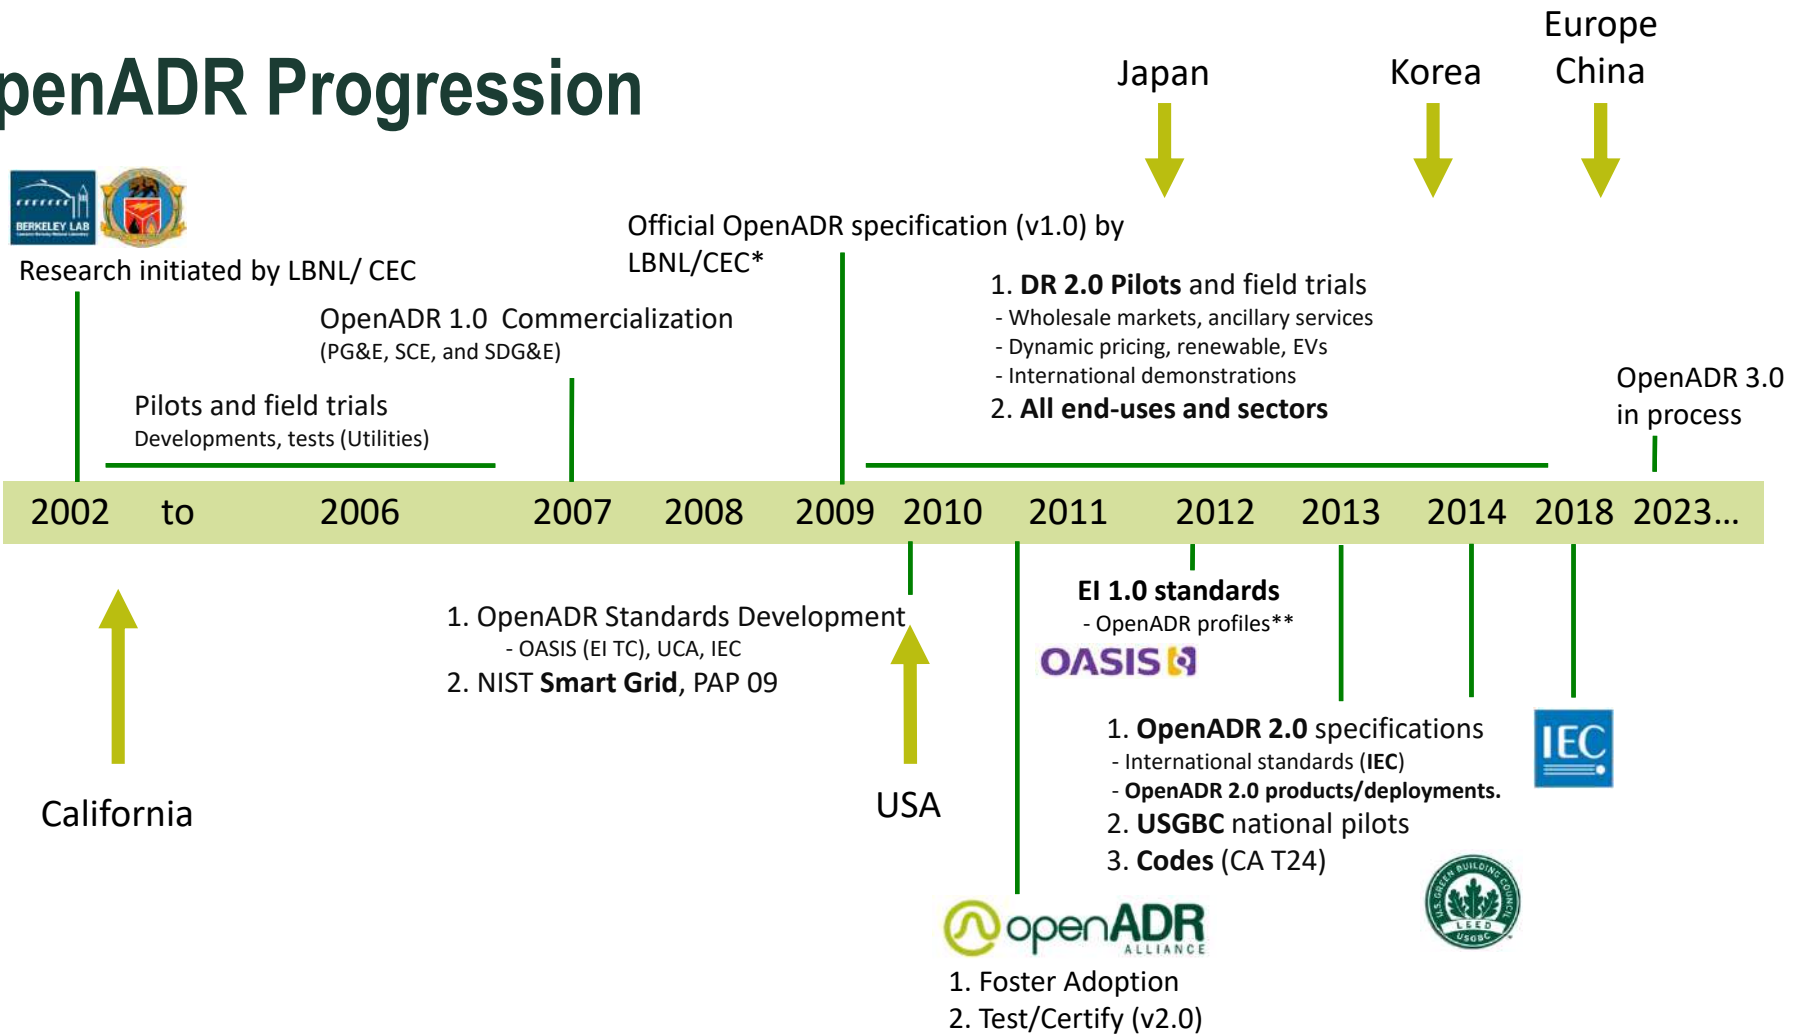 penADR Progression
Europe
China
Japan
Korea
BERKELEY LAB
Research initiated by LBNL/ CEC
Official OpenADR specification (v1.0) by
LBNL/CEC*
OpenADR 1.0 Commercialization
(PG&E, SCE, and SDG&E)
Pilots and field trials
Developments, tests (Utilities)
1. DR 2.0 Pilots and field trials
- Wholesale markets, ancillary services
- Dynamic pricing, renewable, EVs
- International demonstrations
2. All end-uses and sectors
OpenADR 3.0
in process
2002 to 2006 2007 2008 2009 2010 2011 2012 2013 2014 2018 2023...
California
1. OpenADR Standards Development
- OASIS (EI TC), UCA, IEC
2. NIST Smart Grid, PAP 09
USA
EI 1.0 standards
- OpenADR profiles**
OASIS
1. OpenADR 2.0 specifications
- International standards (IEC)
- OpenADR 2.0 products/deployments.
2. USGBC national pilots
3. Codes (CA T24)
IEC
U.S. GREEN BUILDING COUNCIL
LEED
USGBC
openADR
ALLIANCE
1. Foster Adoption
2. Test/Certify (v2.0)